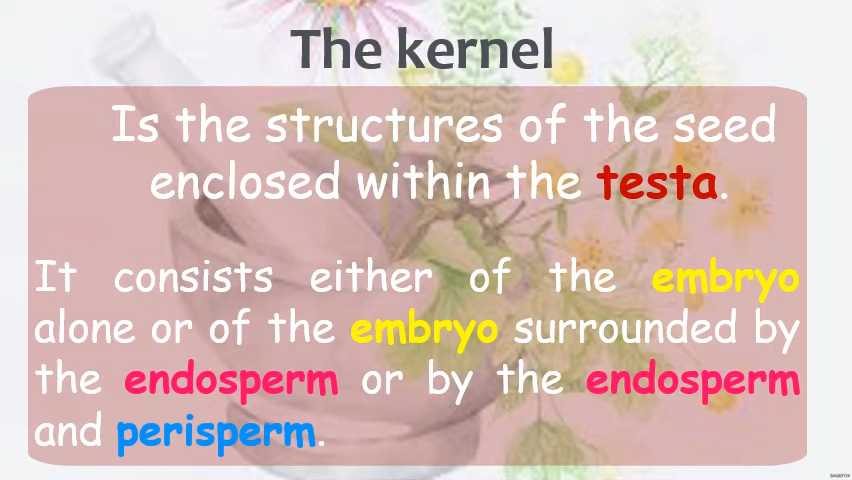 The kernel
Is the structures of the seed
enclosed within the testa.
It consists either of the embryo
alone or of the embryo surrounded by
the endosperm or by the endosperm
and perisperm.
SAGEFOX